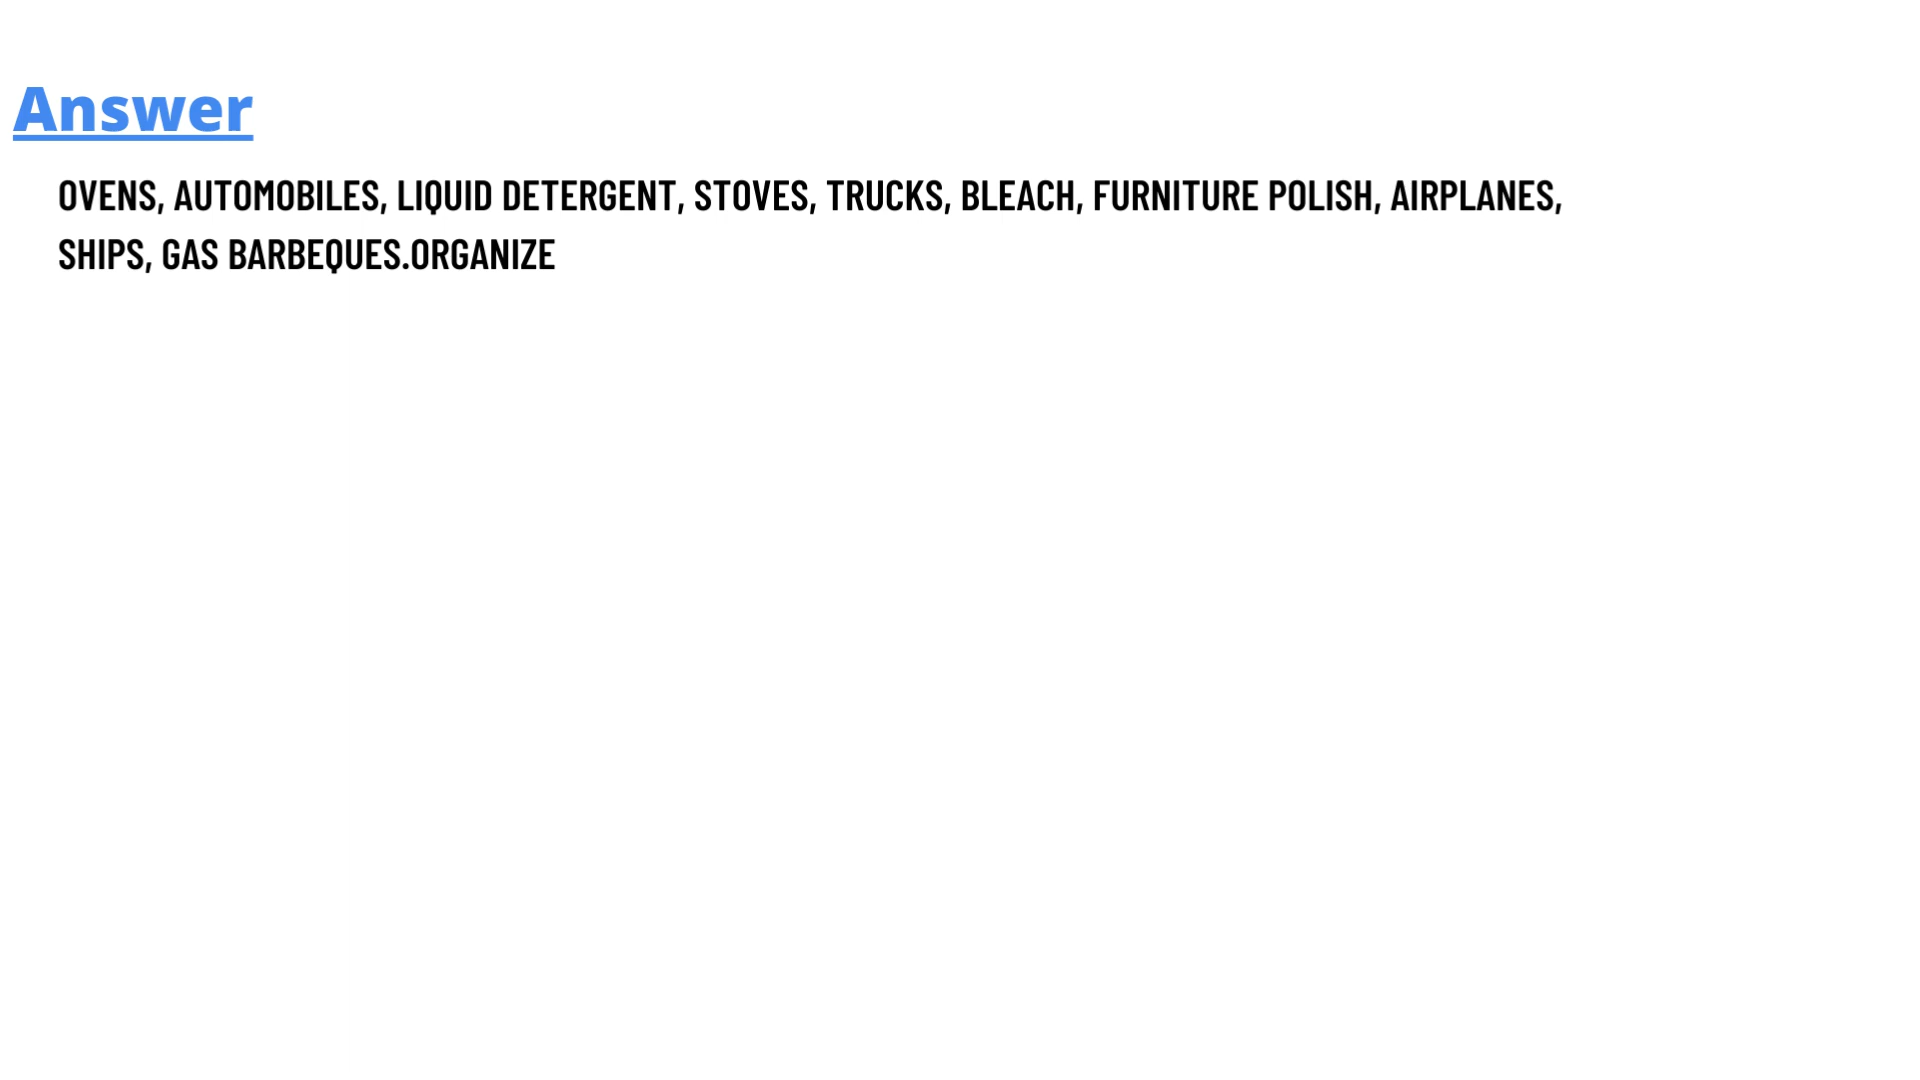 Answer
OVENS, AUTOMOBILES, LIQUID DETERGENT, STOVES, TRUCKS, BLEACH, FURNITURE POLISH, AIRPLANES,
SHIPS, GAS BARBEQUES.ORGANIZE